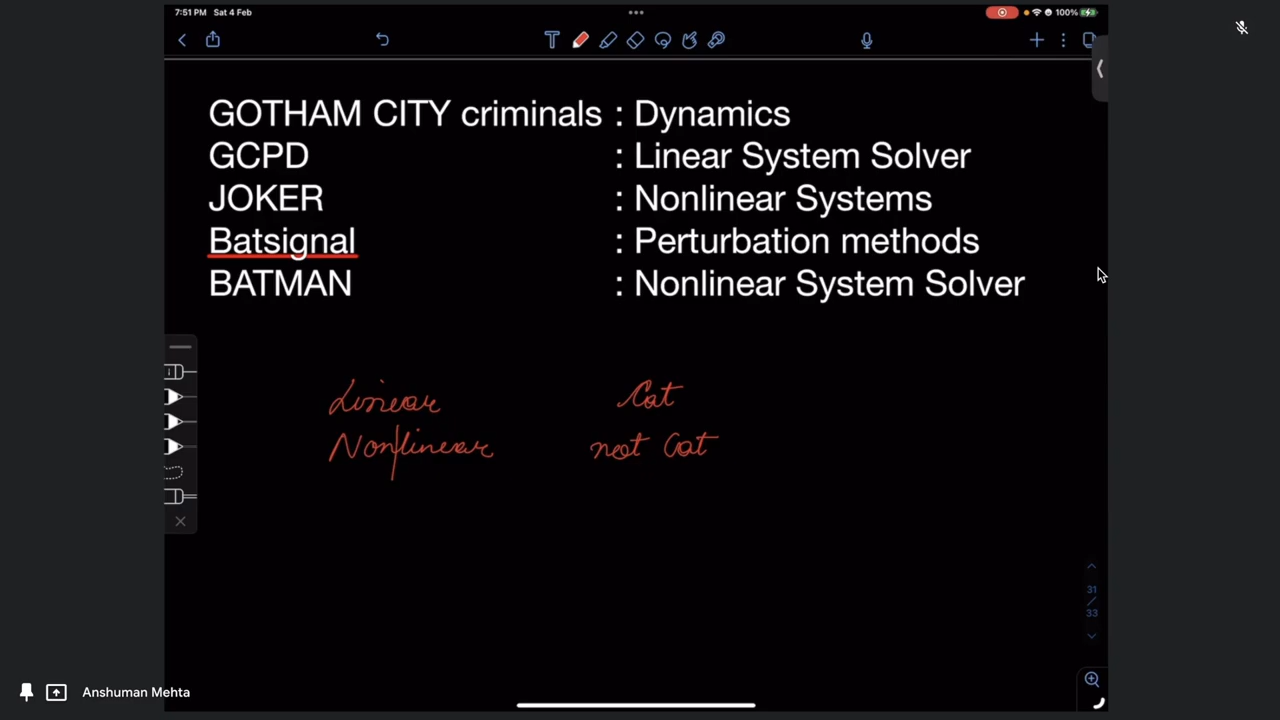 7:51 PM Sat 4 Feb
100%
GOTHAM CITY criminals : Dynamics
GCPD : Linear System Solver
JOKER : Nonlinear Systems
Batsignal : Perturbation methods
BATMAN : Nonlinear System Solver
Linear Cat
Nonlinear not Cat
31
/
33
Anshuman Mehta